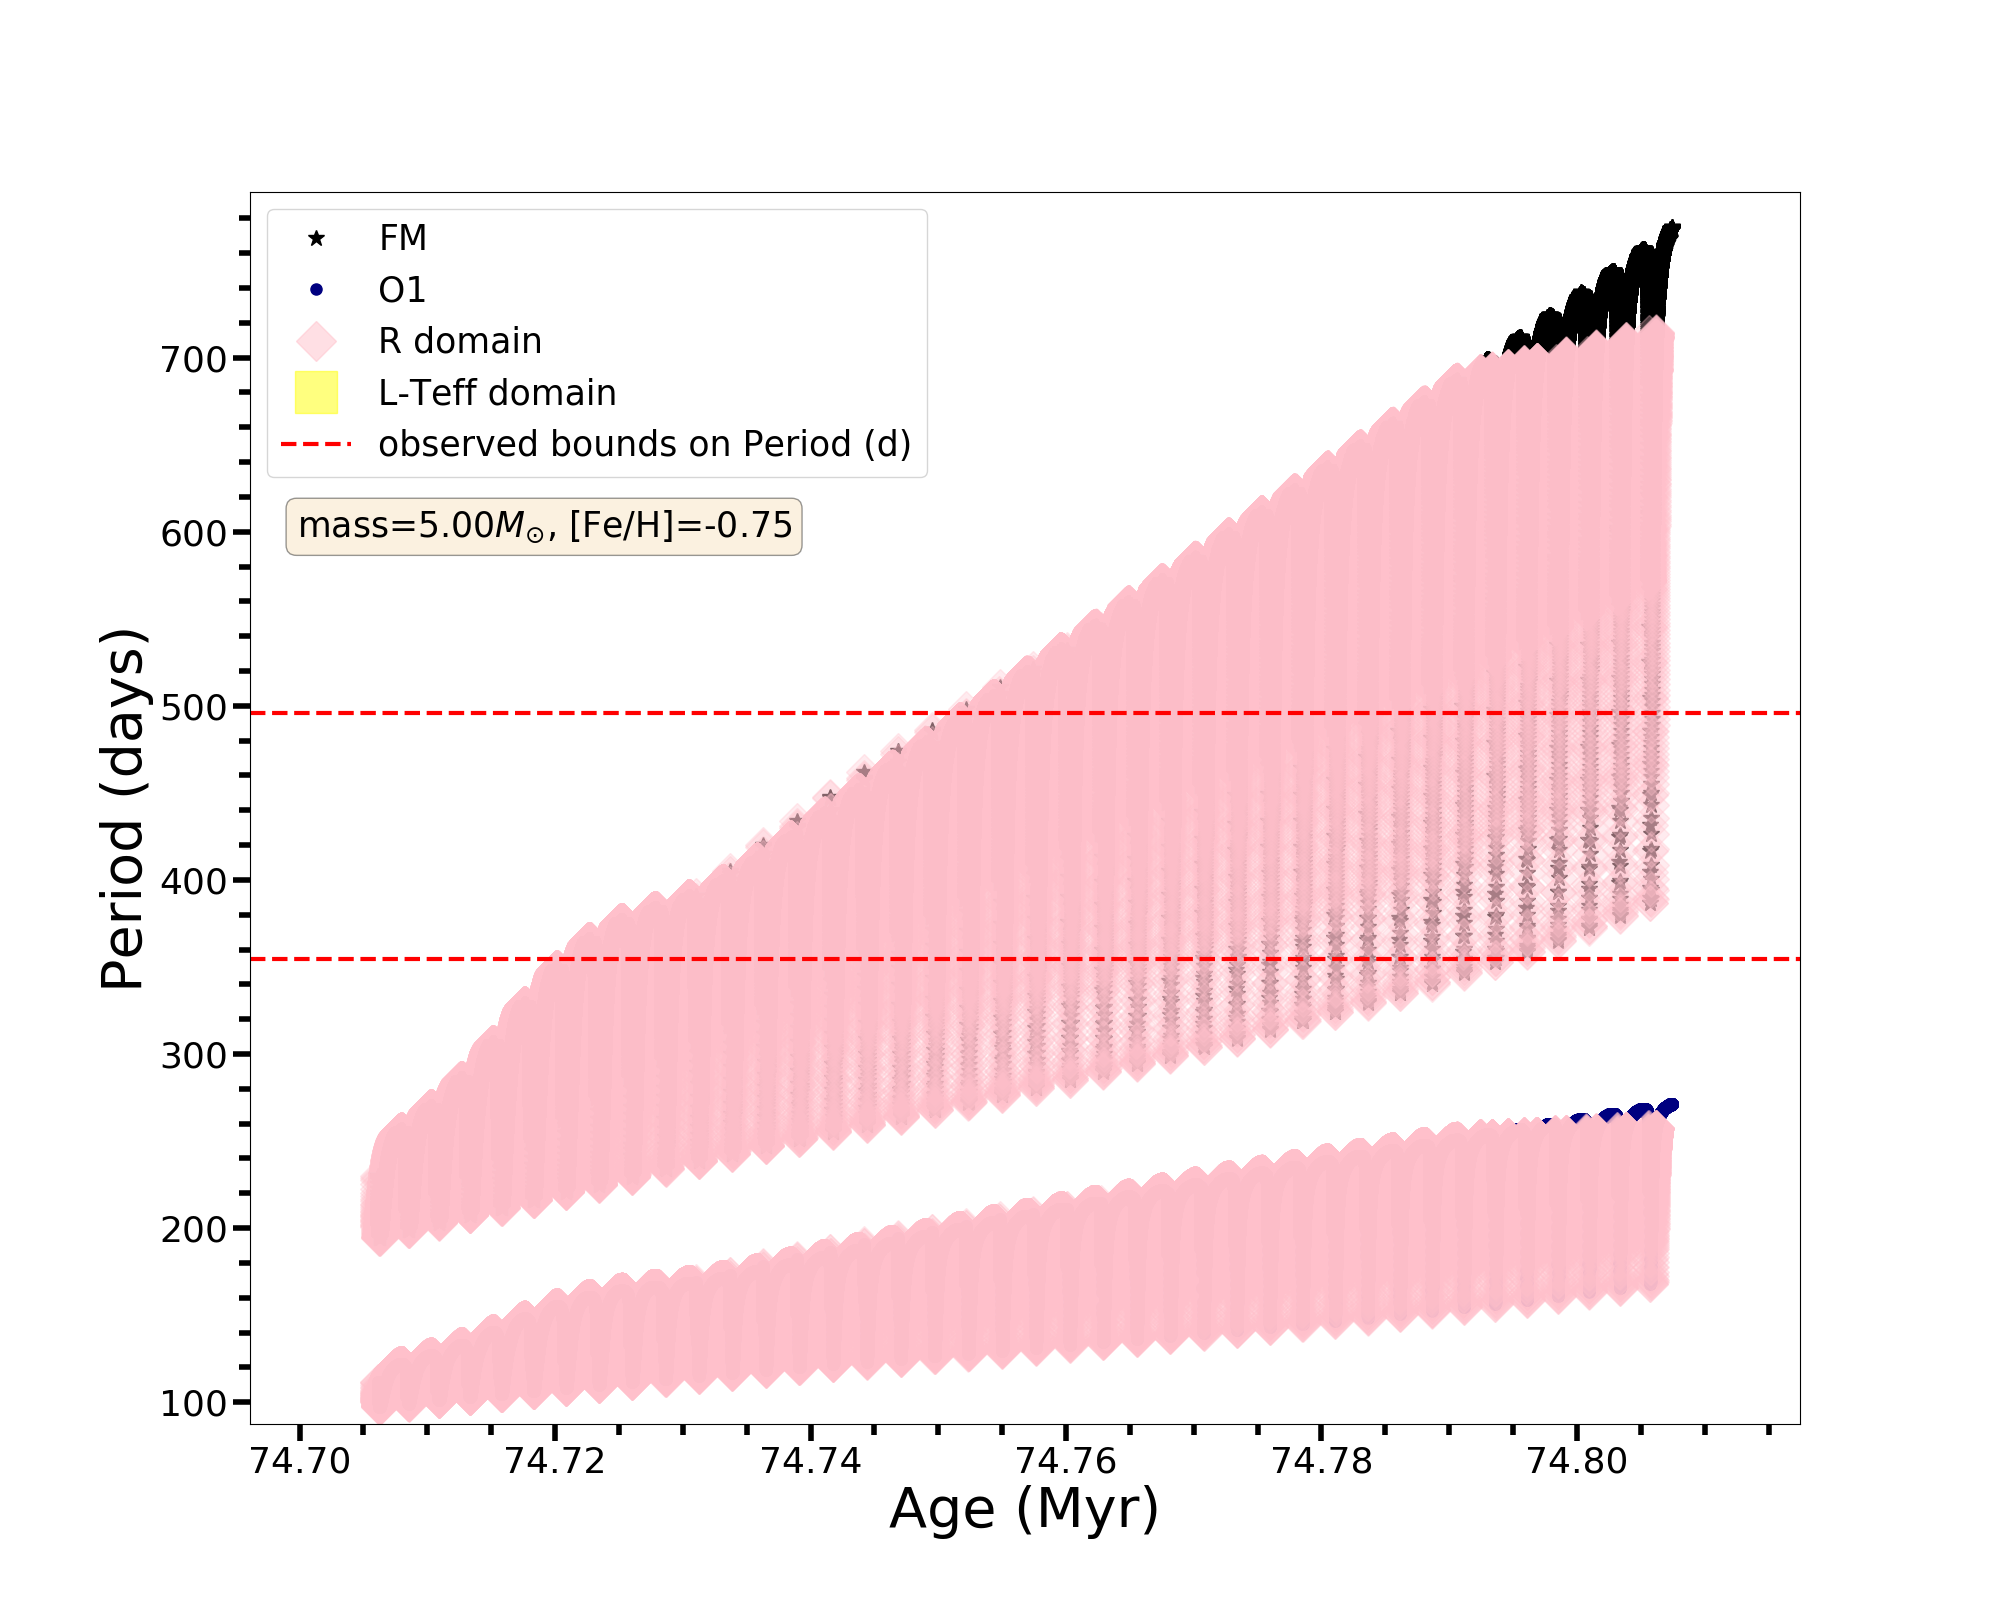 FM
O1
R domain
L-Teff domain
observed bounds on Period (d)
mass=5.00M⊙, [Fe/H]=-0.75
Period (days)
700
600
500
400
300
200
100
74.70 74.72 74.74 74.76 74.78 74.80
Age (Myr)